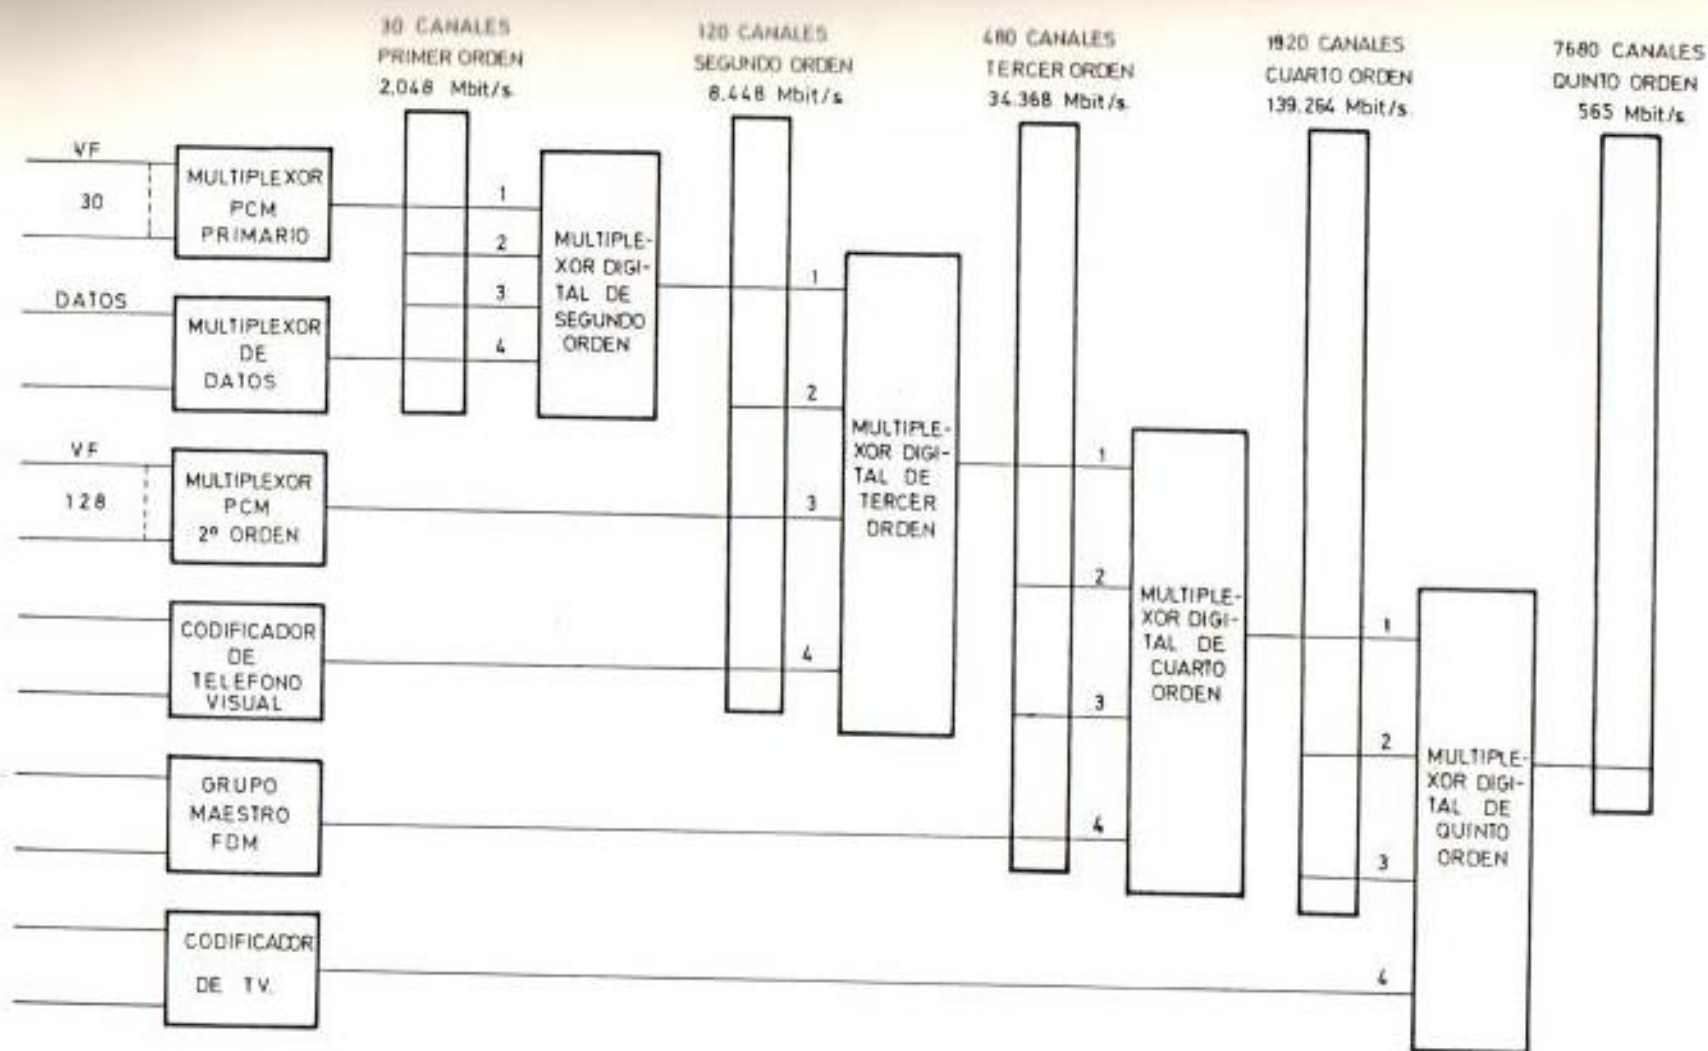 30 CANALES
PRIMER ORDEN
2.048 Mbit/s
120 CANALES
SEGUNDO ORDEN
8.448 Mbit/s
480 CANALES
TERCER ORDEN
34.368 Mbit/s
1920 CANALES
CUARTO ORDEN
139.264 Mbit/s
7680 CANALES
QUINTO ORDEN
565 Mbit/s
VF
30
MULTIPLEXOR
PCM
PRIMARIO
DATOS
MULTIPLEXOR
DE
DATOS
VF
128
MULTIPLEXOR
PCM
2º ORDEN
CODIFICADOR
DE
TELEFONO
VISUAL
GRUPO
MAESTRO
FDM
CODIFICADOR
DE TV.
1
2
3
4
MULTIPLE-
XOR DIGI-
TAL DE
SEGUNDO
ORDEN
1
2
3
4
MULTIPLE-
XOR DIGI-
TAL DE
TERCER
ORDEN
1
2
3
4
MULTIPLE-
XOR DIGI-
TAL DE
CUARTO
ORDEN
1
2
3
4
MULTIPLE-
XOR DIGI-
TAL DE
QUINTO
ORDEN